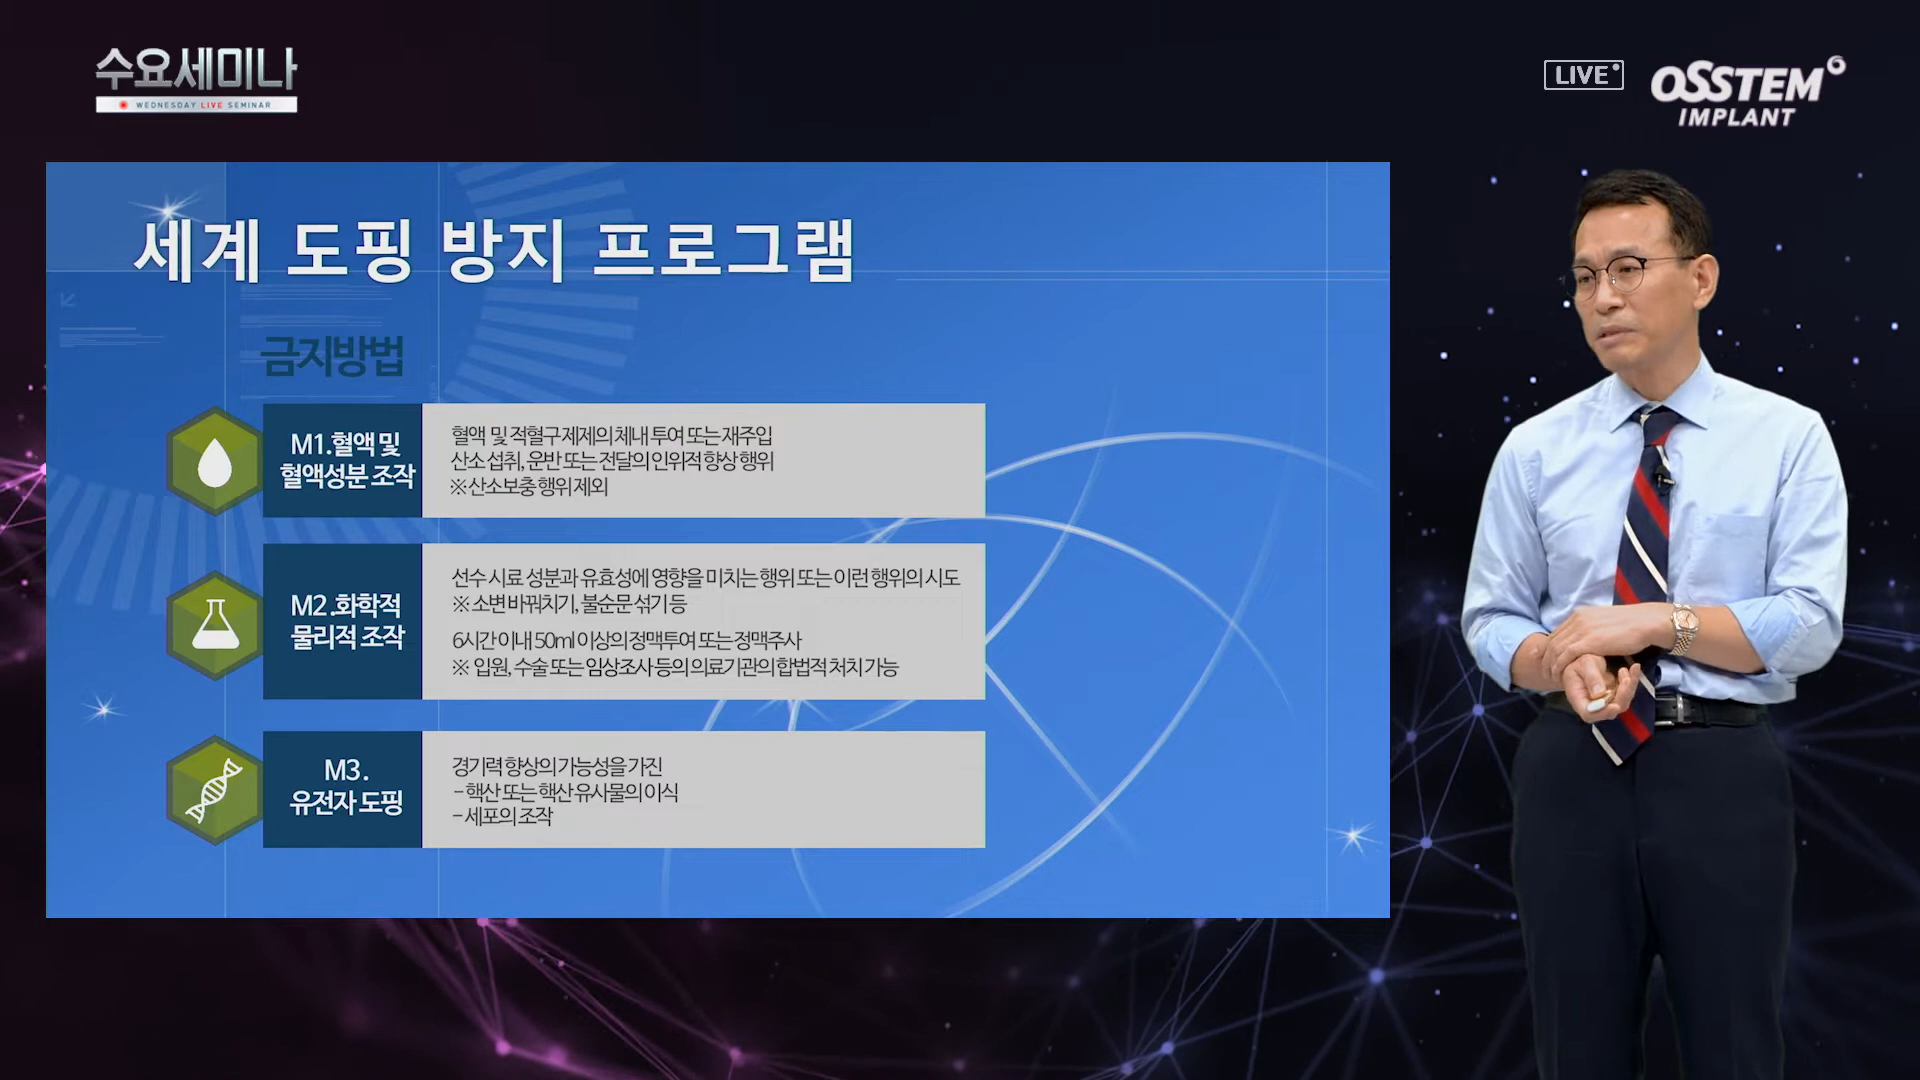 수요세미나
WEDNESDAY LIVE SEMINAR
LIVE
OSSTEM
IMPLANT
세계 도핑 방지 프로그램
금지방법
M1.혈액 및
혈액성분 조작
혈액 및 적혈구 제제의 체내 투여 또는 재주입
산소 섭취, 운반 또는 전달의 인위적 향상 행위
※ 산소보충 행위 제외
M2.화학적
물리적 조작
선수 시료 성분과 유효성에 영향을 미치는 행위 또는 이런 행위의 시도
※ 소변 바꿔치기, 불순문 섞기 등
6시간 이내 50ml 이상의 정맥투여 또는 정맥주사
※ 입원, 수술 또는 임상조사 등의 의료기관의 합법적 처치 가능
M3.
유전자 도핑
경기력 향상의 가능성을 가진
- 핵산 또는 핵산 유사물의 이식
- 세포의 조작